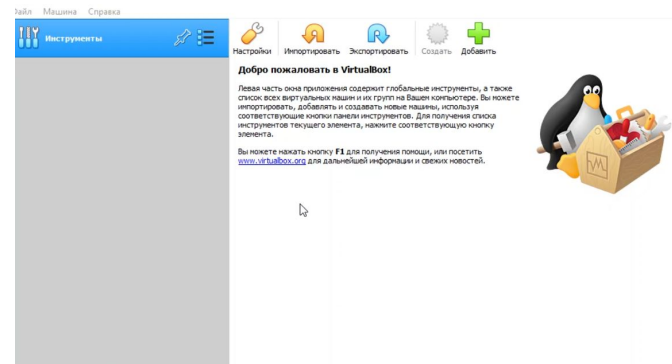 Файл Машина Справка
Инструменты
Настройки Импортировать Экспортировать Создать Добавить
Добро пожаловать в VirtualBox!
Левая часть окна приложения содержит глобальные инструменты, а также
список всех виртуальных машин и их групп на Вашем компьютере. Вы можете
импортировать, добавлять и создавать новые машины, используя
соответствующие кнопки панели инструментов. Для получения списка
инструментов текущего элемента, нажмите соответствующую кнопку
элемента.
Вы можете нажать кнопку F1 для получения помощи, или посетить
www.virtualbox.org для дальнейшей информации и свежих новостей.